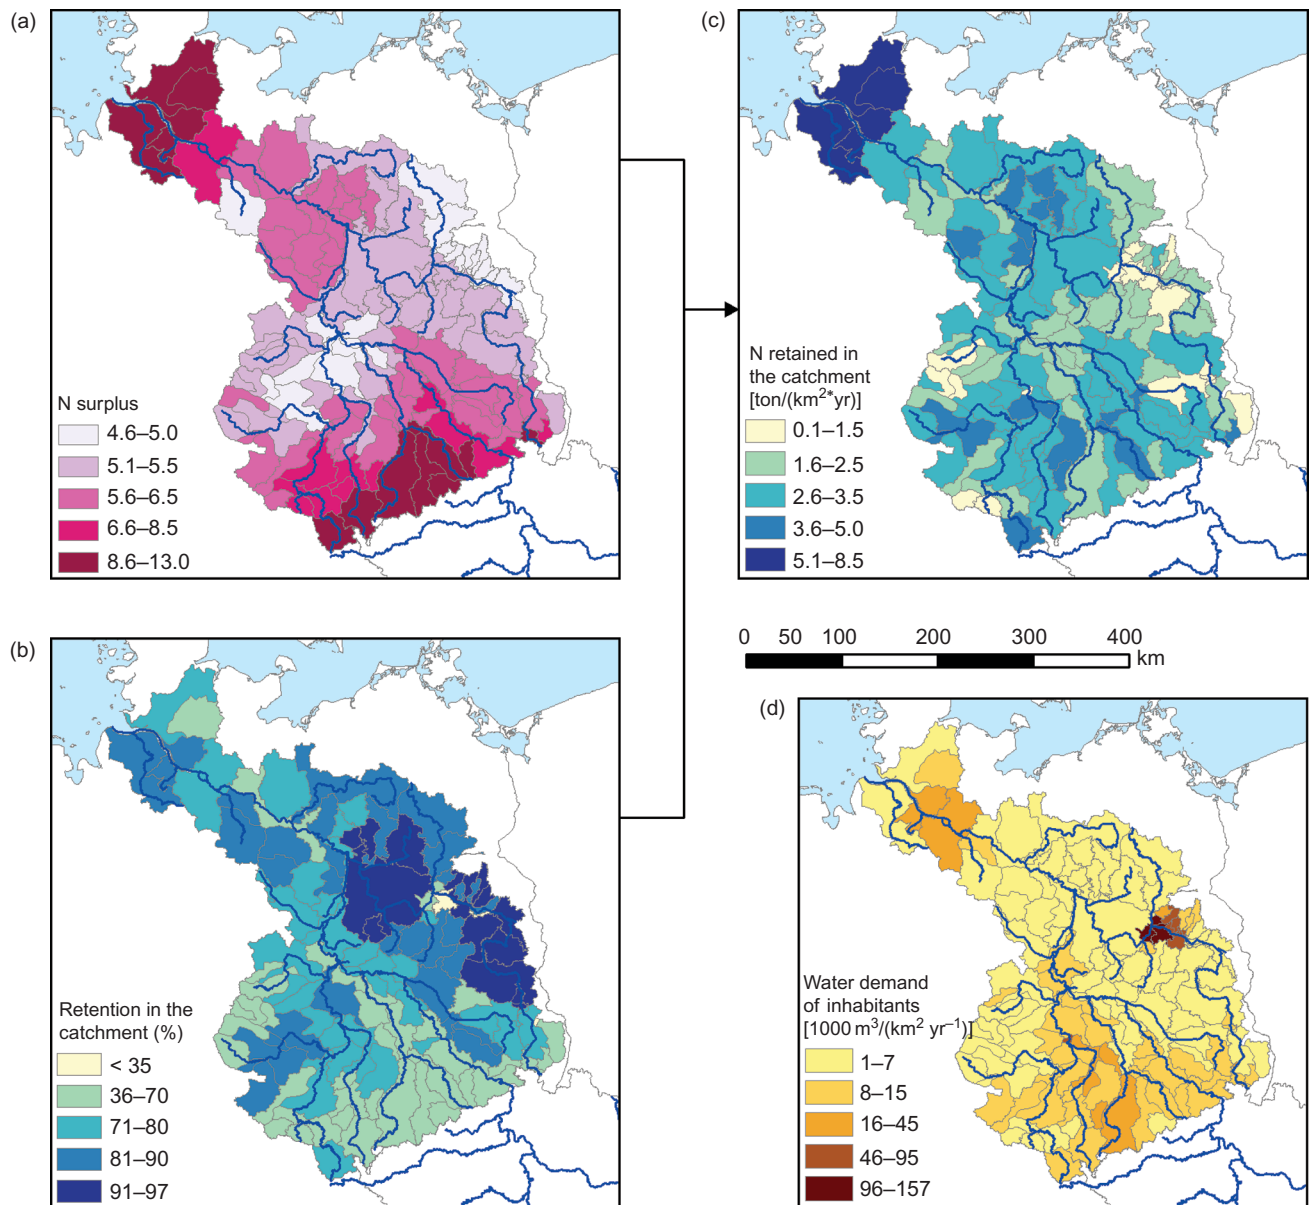 (a)
N surplus
4.6–5.0
5.1–5.5
5.6–6.5
6.6–8.5
8.6–13.0
(c)
N retained in
the catchment
[ton/(km²*yr)]
0.1–1.5
1.6–2.5
2.6–3.5
3.6–5.0
5.1–8.5
0 50 100 200 300 400
km
(b)
Retention in the
catchment (%)
< 35
36–70
71–80
81–90
91–97
(d)
Water demand
of inhabitants
[1000 m³/(km² yr⁻¹)]
1–7
8–15
16–45
46–95
96–157